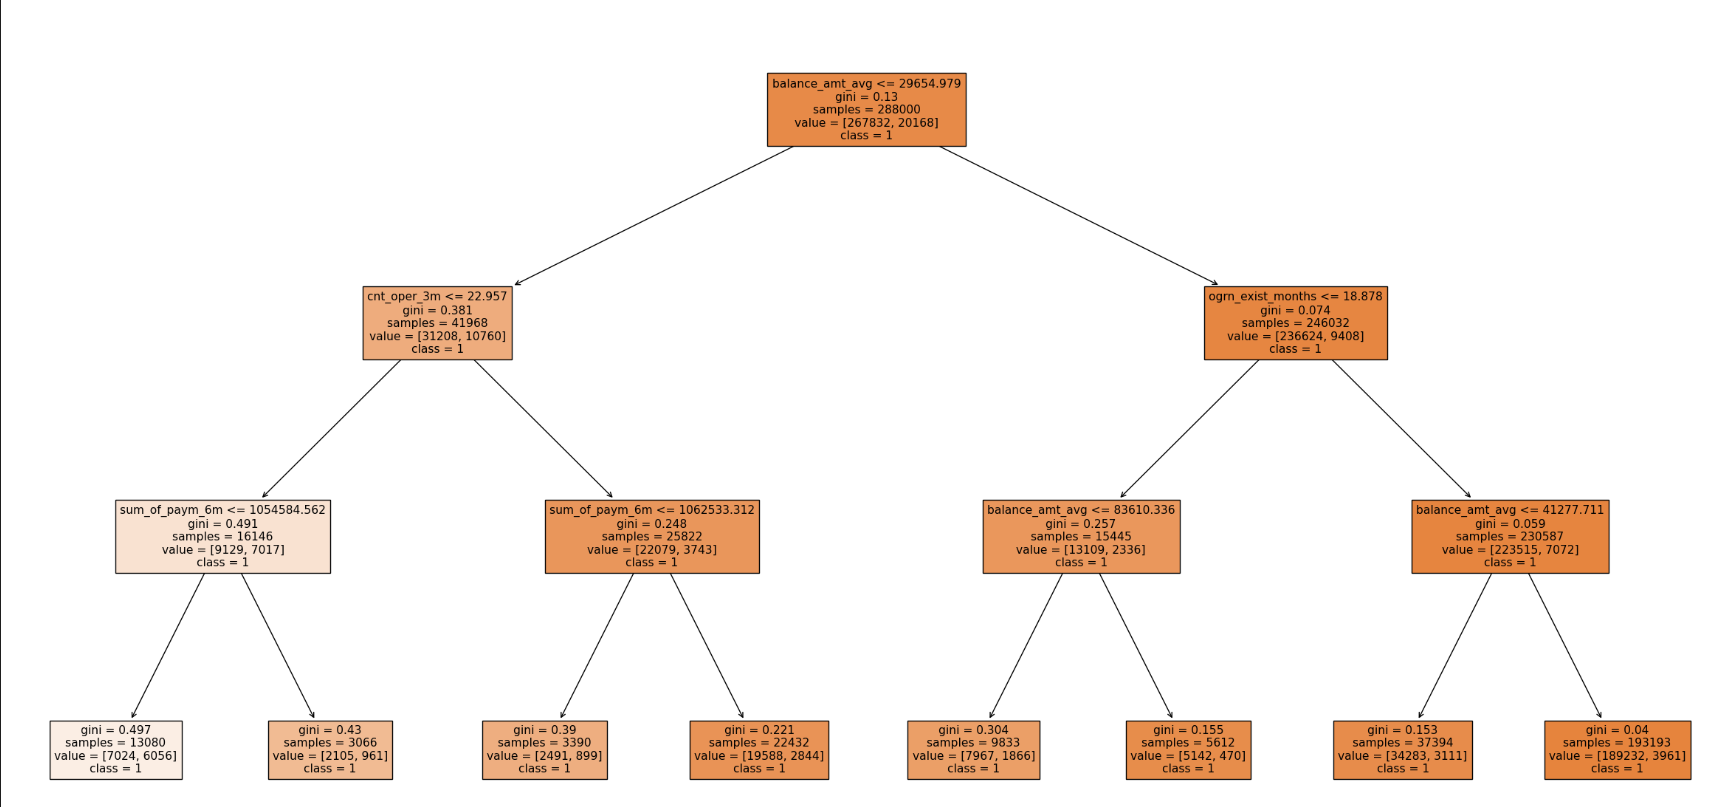 balance_amt_avg <= 29654.979
gini = 0.13
samples = 288000
value = [267832, 20168]
class = 1
cnt_oper_3m <= 22.957
gini = 0.381
samples = 41968
value = [31208, 10760]
class = 1
ogrn_exist_months <= 18.878
gini = 0.074
samples = 246032
value = [236624, 9408]
class = 1
sum_of_paym_6m <= 1054584.562
gini = 0.491
samples = 16146
value = [9129, 7017]
class = 1
sum_of_paym_6m <= 1062533.312
gini = 0.248
samples = 25822
value = [22079, 3743]
class = 1
balance_amt_avg <= 83610.336
gini = 0.257
samples = 15445
value = [13109, 2336]
class = 1
balance_amt_avg <= 41277.711
gini = 0.059
samples = 230587
value = [223515, 7072]
class = 1
gini = 0.497
samples = 13080
value = [7024, 6056]
class = 1
gini = 0.43
samples = 3066
value = [2105, 961]
class = 1
gini = 0.39
samples = 3390
value = [2491, 899]
class = 1
gini = 0.221
samples = 22432
value = [19588, 2844]
class = 1
gini = 0.304
samples = 9833
value = [7967, 1866]
class = 1
gini = 0.155
samples = 5612
value = [5142, 470]
class = 1
gini = 0.153
samples = 37394
value = [34283, 3111]
class = 1
gini = 0.04
samples = 193193
value = [189232, 3961]
class = 1